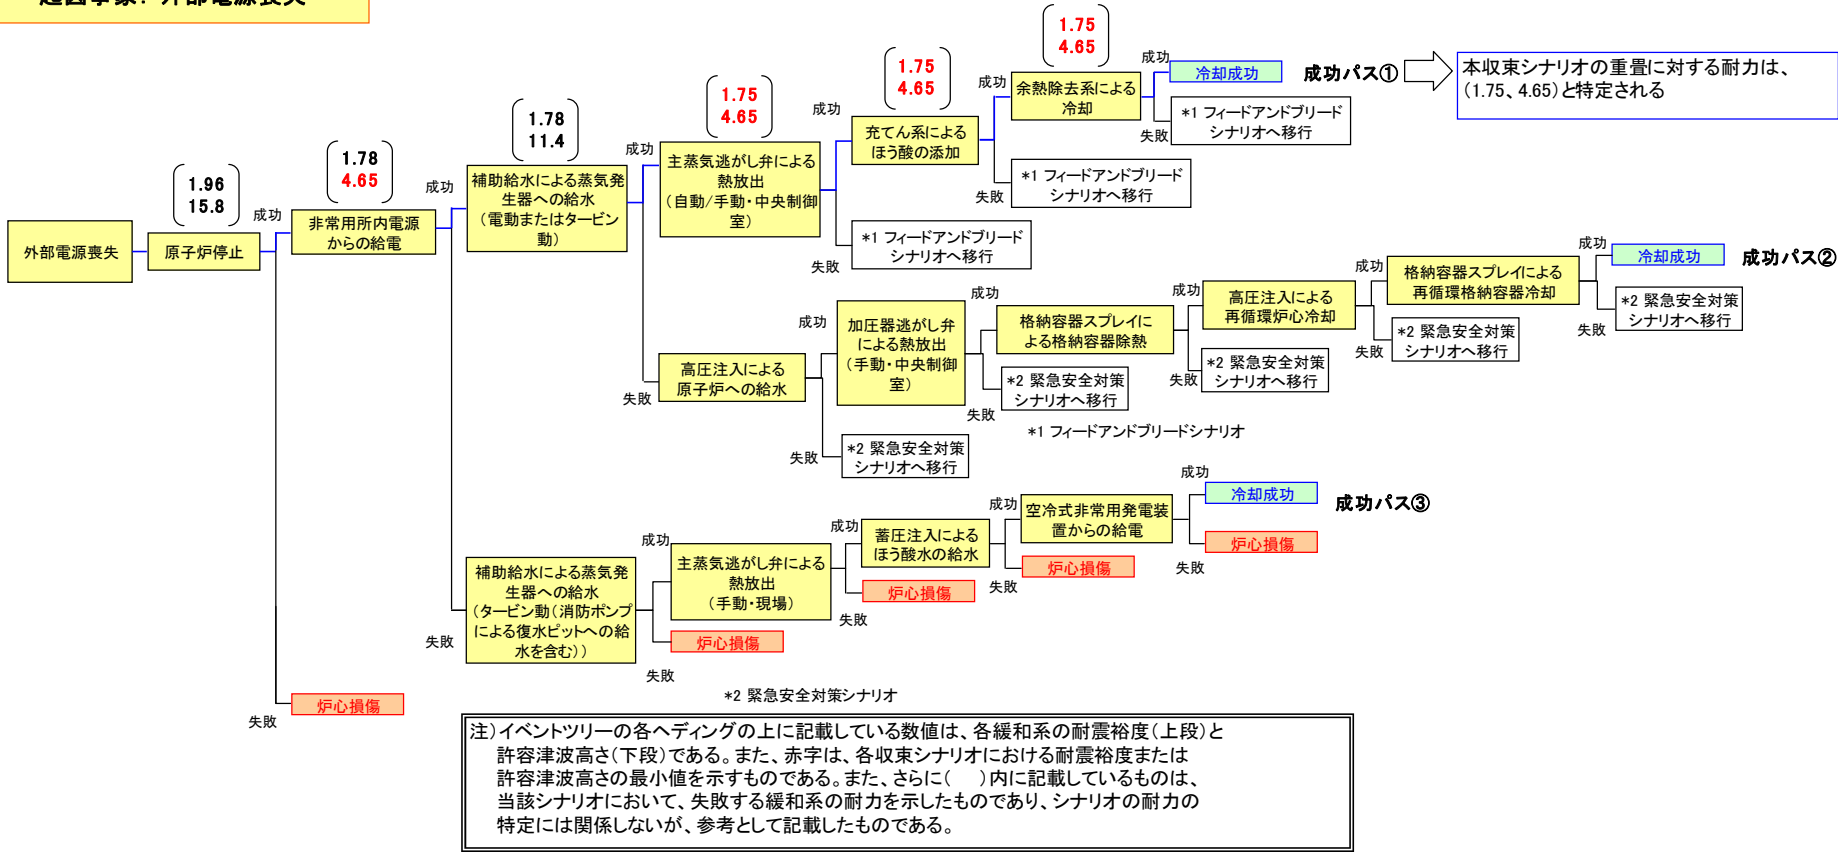 起因事象：外部電源喪失
1.75
4.65
成功
冷却成功
成功パス①
本収束シナリオの重畳に対する耐力は、
(1.75、4.65)と特定される
余熱除去系による
冷却
失敗
*1 フィードアンドブリード
シナリオへ移行
1.75
4.65
成功
充てん系による
ほう酸の添加
失敗
*1 フィードアンドブリード
シナリオへ移行
1.75
4.65
成功
主蒸気逃がし弁による
熱放出
（自動/手動・中央制御
室）
失敗
*1 フィードアンドブリード
シナリオへ移行
1.78
11.4
成功
補助給水による蒸気発
生器への給水
（電動またはタービン
動）
1.78
4.65
成功
非常用所内電源
からの給電
1.96
15.8
成功
原子炉停止
外部電源喪失
失敗
高圧注入による
原子炉への給水
成功
加圧器逃がし弁
による熱放出
（手動・中央制御
室）
失敗
*2 緊急安全対策
シナリオへ移行
成功
格納容器スプレイに
よる格納容器除熱
失敗
*2 緊急安全対策
シナリオへ移行
成功
高圧注入による
再循環炉心冷却
失敗
*2 緊急安全対策
シナリオへ移行
成功
格納容器スプレイによる
再循環格納容器冷却
失敗
*2 緊急安全対策
シナリオへ移行
成功
冷却成功
成功パス②
失敗
*2 緊急安全対策
シナリオへ移行
*1 フィードアンドブリードシナリオ
失敗
補助給水による蒸気発
生器への給水
（タービン動（消防ポンプ
による復水ピットへの給
水を含む））
成功
主蒸気逃がし弁による
熱放出
（手動・現場）
失敗
炉心損傷
成功
蓄圧注入による
ほう酸水の給水
失敗
炉心損傷
成功
空冷式非常用発電装
置からの給電
失敗
炉心損傷
成功
冷却成功
成功パス③
失敗
炉心損傷
失敗
炉心損傷
*2 緊急安全対策シナリオ
注）イベントツリーの各ヘディングの上に記載している数値は、各緩和系の耐震裕度（上段）と
許容津波高さ（下段）である。また、赤字は、各収束シナリオにおける耐震裕度または
許容津波高さの最小値を示すものである。また、さらに（　）内に記載しているものは、
当該シナリオにおいて、失敗する緩和系の耐力を示したものであり、シナリオの耐力の
特定には関係しないが、参考として記載したものである。